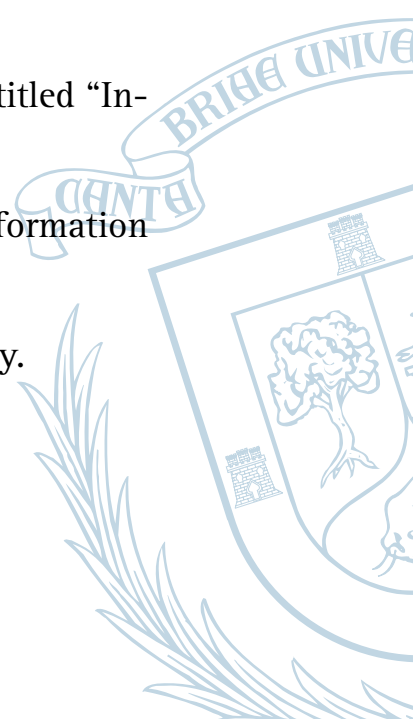 titled “In-
formation
y.
CANTA
BRIAE UNIVE